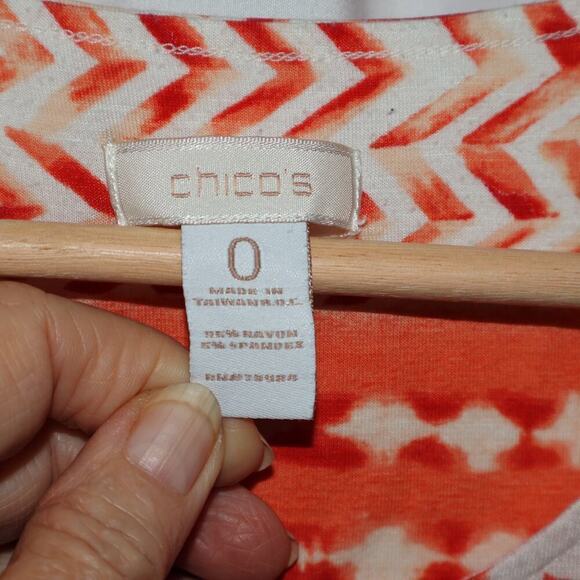 chico's
0
MADE IN
TAIWAN R.O.C.
95% RAYON
5% SPANDEX